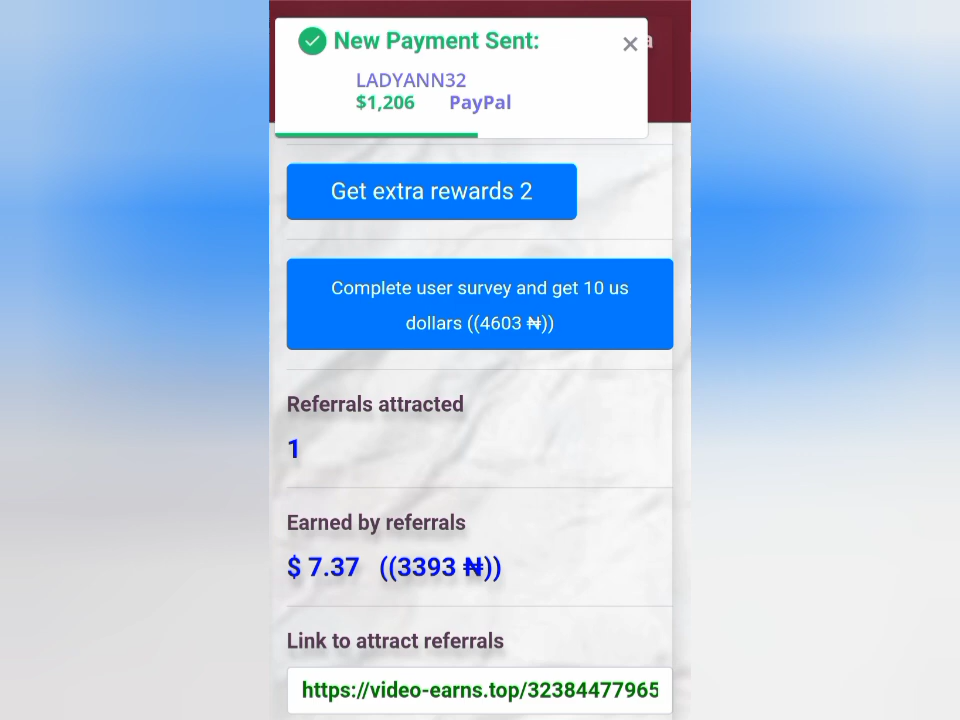 New Payment Sent:
LADYANN32
$1,206 PayPal
Get extra rewards 2
Complete user survey and get 10 us
dollars ((4603 ₦))
Referrals attracted
1
Earned by referrals
$ 7.37 ((3393 ₦))
Link to attract referrals
https://video-earns.top/32384477965